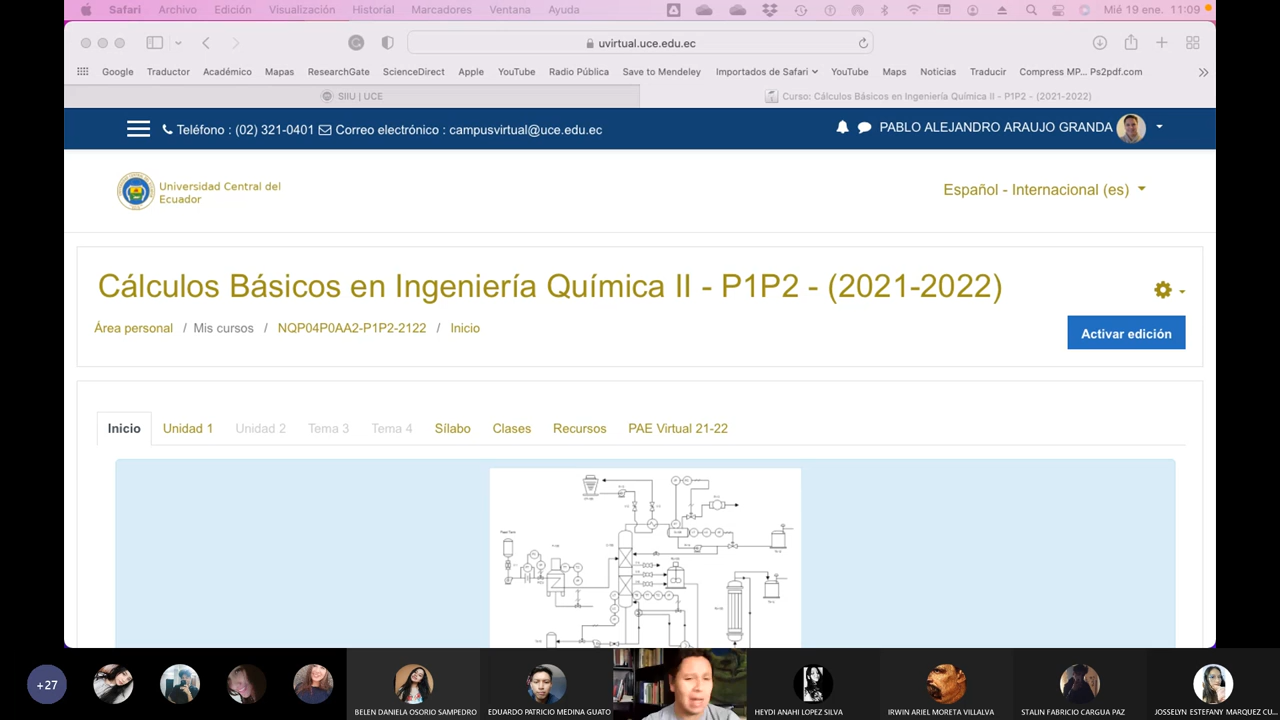 Safari Archivo Edición Visualización Historial Marcadores Ventana Ayuda Mié 19 ene. 11:09
uvirtual.uce.edu.ec
Google Traductor Académico Mapas ResearchGate ScienceDirect Apple YouTube Radio Pública Save to Mendeley Importados de Safari YouTube Maps Noticias Traducir Compress MP... Ps2pdf.com
SIIU | UCE Curso: Cálculos Básicos en Ingeniería Química II - P1P2 - (2021-2022)
Teléfono : (02) 321-0401 Correo electrónico : campusvirtual@uce.edu.ec PABLO ALEJANDRO ARAUJO GRANDA
Universidad Central del
Ecuador
Español - Internacional (es)
Cálculos Básicos en Ingeniería Química II - P1P2 - (2021-2022)
Área personal / Mis cursos / NQP04P0AA2-P1P2-2122 / Inicio
Activar edición
Inicio Unidad 1 Unidad 2 Tema 3 Tema 4 Sílabo Clases Recursos PAE Virtual 21-22
+27
BELEN DANIELA OSORIO SAMPEDRO EDUARDO PATRICIO MEDINA GUATO HEYDI ANAHI LOPEZ SILVA IRWIN ARIEL MORETA VILLALVA STALIN FABRICIO CARGUA PAZ JOSSELYN ESTEFANY MARQUEZ CU...